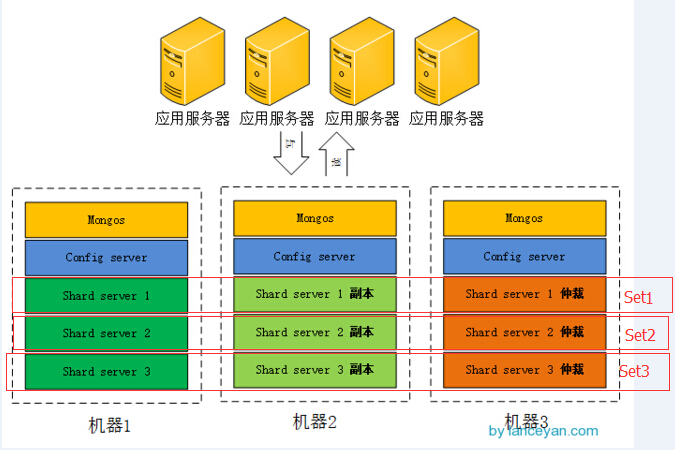 应用服务器 应用服务器 应用服务器 应用服务器
写 读
Mongos Mongos Mongos
Config server Config server Config server
Shard server 1 Shard server 1 副本 Shard server 1 仲裁 Set1
Shard server 2 Shard server 2 副本 Shard server 2 仲裁 Set2
Shard server 3 Shard server 3 副本 Shard server 3 仲裁 Set3
机器1 机器2 机器3
by lanceyan.com